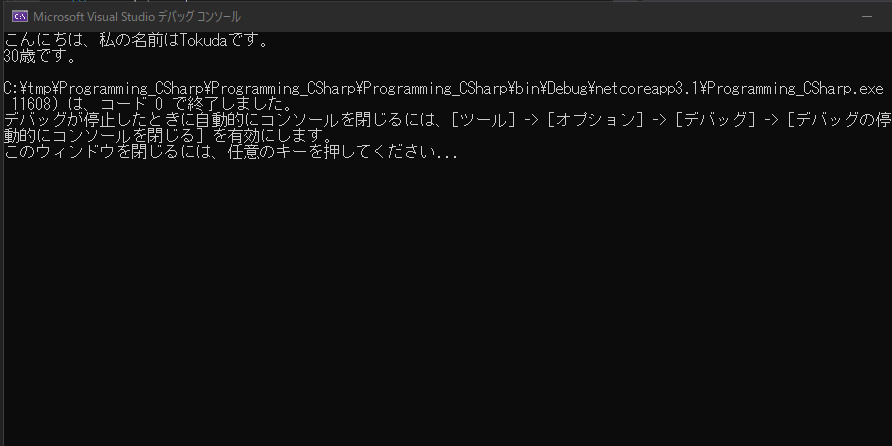 Microsoft Visual Studio デバッグ コンソール
こんにちは、私の名前はTokudaです。
30歳です。
C:¥tmp¥Programming_CSharp¥Programming_CSharp¥Programming_CSharp¥bin¥Debug¥netcoreapp3.1¥Programming_CSharp.exe
11608) は、コード 0 で終了しました。
デバッグが停止したときに自動的にコンソールを閉じるには、[ツール] -> [オプション] -> [デバッグ] -> [デバッグの停
動的にコンソールを閉じる] を有効にします。
このウィンドウを閉じるには、任意のキーを押してください...